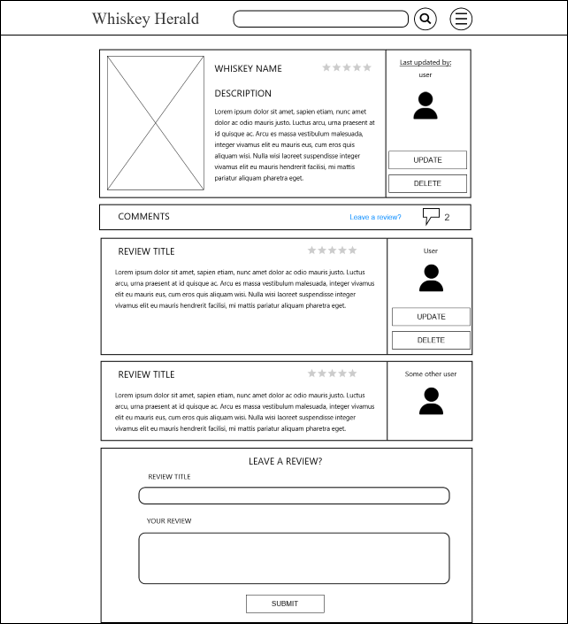 Whiskey Herald
WHISKEY NAME
DESCRIPTION
Lorem ipsum dolor sit amet, sapien etiam, nunc amet
dolor ac odio mauris justo. Luctus arcu, urna praesent at
id quisque ac. Arcu es massa vestibulum malesuada,
integer vivamus elit eu mauris eus, cum eros quis
aliquam wisi. Nulla wisi laoreet suspendisse integer
vivamus elit eu mauris hendrerit facilisi, mi mattis
pariatur aliquam pharetra eget.
Last updated by:
user
UPDATE
DELETE
COMMENTS
Leave a review?
2
REVIEW TITLE
Lorem ipsum dolor sit amet, sapien etiam, nunc amet dolor ac odio mauris justo. Luctus
arcu, urna praesent at id quisque ac. Arcu es massa vestibulum malesuada, integer vivamus
elit eu mauris eus, cum eros quis aliquam wisi. Nulla wisi laoreet suspendisse integer
vivamus elit eu mauris hendrerit facilisi, mi mattis pariatur aliquam pharetra eget.
User
UPDATE
DELETE
REVIEW TITLE
Lorem ipsum dolor sit amet, sapien etiam, nunc amet dolor ac odio mauris justo. Luctus
arcu, urna praesent at id quisque ac. Arcu es massa vestibulum malesuada, integer vivamus
elit eu mauris eus, cum eros quis aliquam wisi. Nulla wisi laoreet suspendisse integer
vivamus elit eu mauris hendrerit facilisi, mi mattis pariatur aliquam pharetra eget.
Some other user
LEAVE A REVIEW?
REVIEW TITLE
YOUR REVIEW
SUBMIT